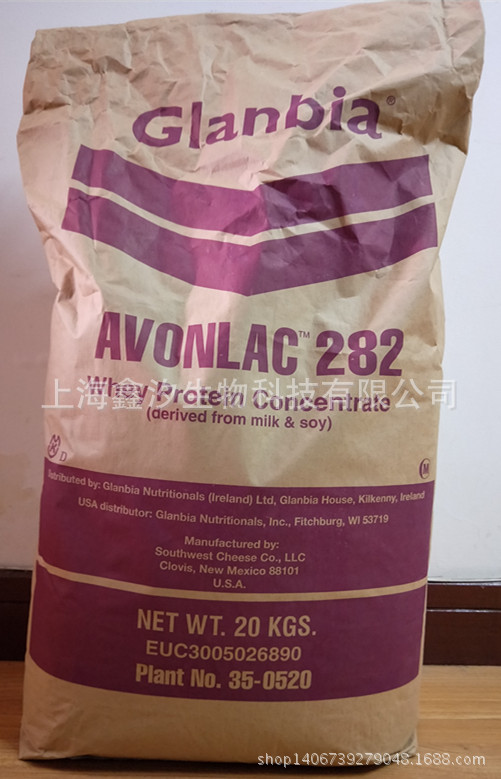 Glanbia®
AVONLAC™ 282
Whey Protein Concentrate
上海鑫汐生物科技有限公司
(derived from milk & soy)
D
M
Distributed by: Glanbia Nutritionals (Ireland) Ltd, Glanbia House, Kilkenny, Ireland
USA distributor: Glanbia Nutritionals, Inc., Fitchburg, WI 53719
Manufactured by:
Southwest Cheese Co., LLC
Clovis, New Mexico 88101
U.S.A.
NET WT. 20 KGS.
EUC3005026890
Plant No. 35-0520
shop1406739279048.1688.com